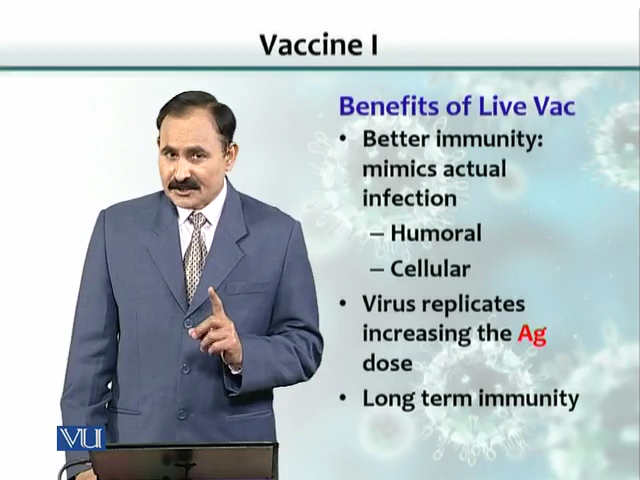 Vaccine I
Benefits of Live Vac
• Better immunity:
mimics actual
infection
– Humoral
– Cellular
• Virus replicates
increasing the Ag
dose
• Long term immunity
VU